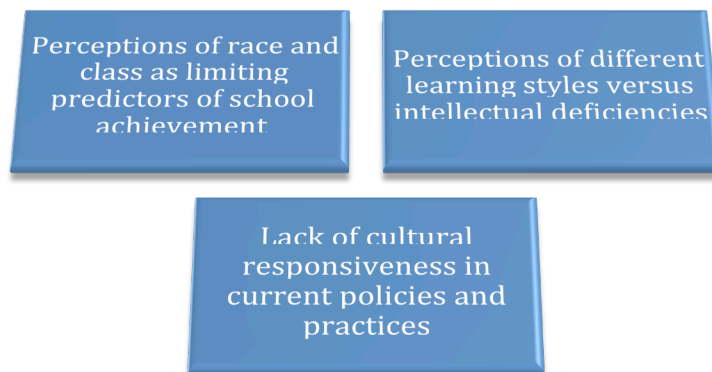 Perceptions of race and
class as limiting
predictors of school
achievement
Perceptions of different
learning styles versus
intellectual deficiencies
Lack of cultural
responsiveness in
current policies and
practices